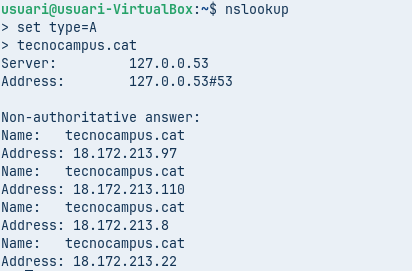 usuari@usuari-VirtualBox:~$ nslookup
> set type=A
> tecnocampus.cat
Server:         127.0.0.53
Address:        127.0.0.53#53

Non-authoritative answer:
Name:   tecnocampus.cat
Address: 18.172.213.97
Name:   tecnocampus.cat
Address: 18.172.213.110
Name:   tecnocampus.cat
Address: 18.172.213.8
Name:   tecnocampus.cat
Address: 18.172.213.22